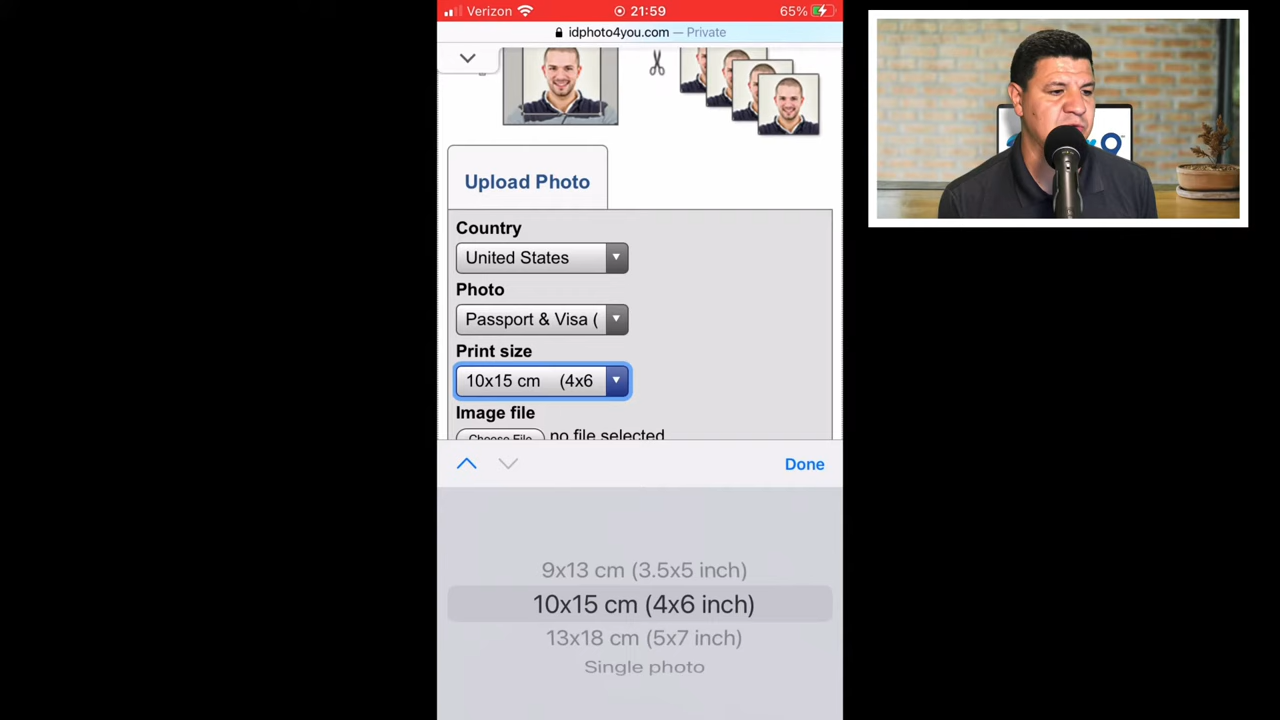 Verizon 21:59 65%
idphoto4you.com — Private
Upload Photo
Country
United States
Photo
Passport & Visa (
Print size
10x15 cm (4x6
Image file
Choose File no file selected
Done
9x13 cm (3.5x5 inch)
10x15 cm (4x6 inch)
13x18 cm (5x7 inch)
Single photo